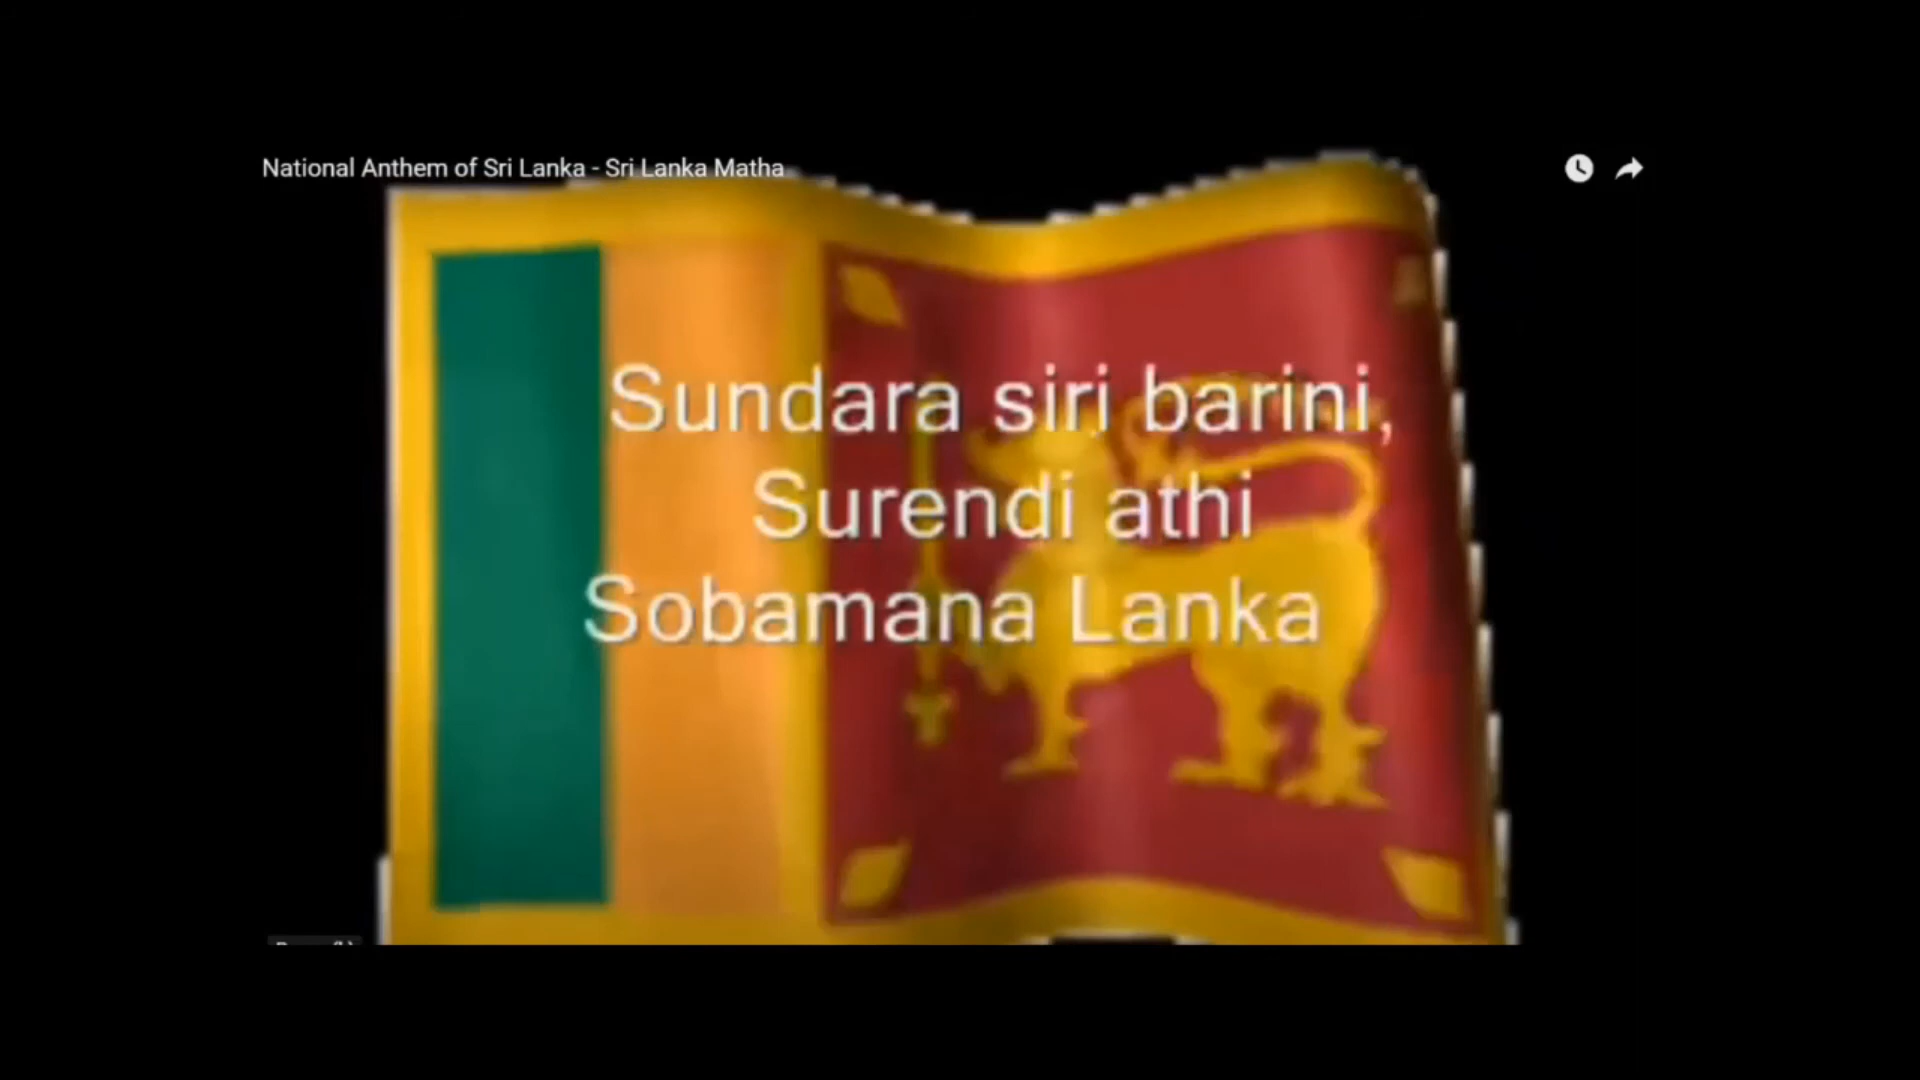 National Anthem of Sri Lanka - Sri Lanka Matha
Sundara siri barini,
Surendi athi
Sobamana Lanka